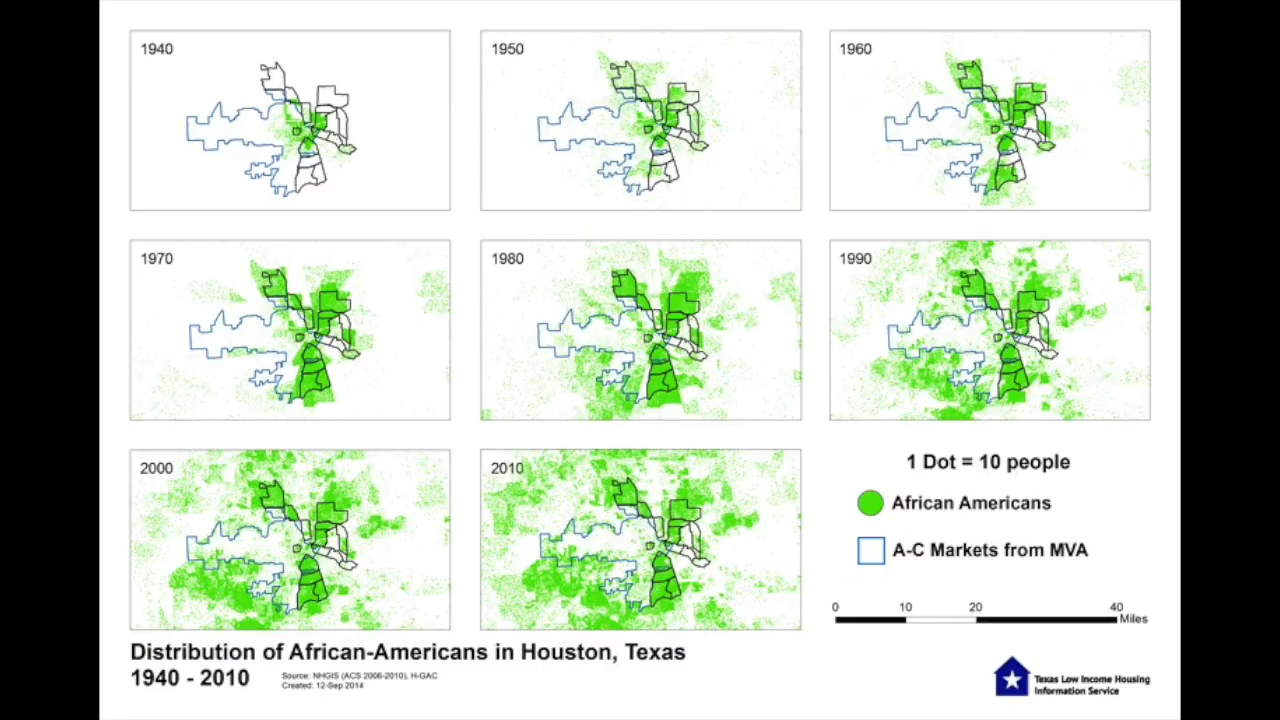 1940
1950
1960
1970
1980
1990
2000
2010
1 Dot = 10 people
African Americans
A-C Markets from MVA
0 10 20 40
Miles
Distribution of African-Americans in Houston, Texas
1940 - 2010
Source: NHGIS (ACS 2006-2010), H-GAC
Created: 12-Sep 2014
Texas Low Income Housing
Information Service